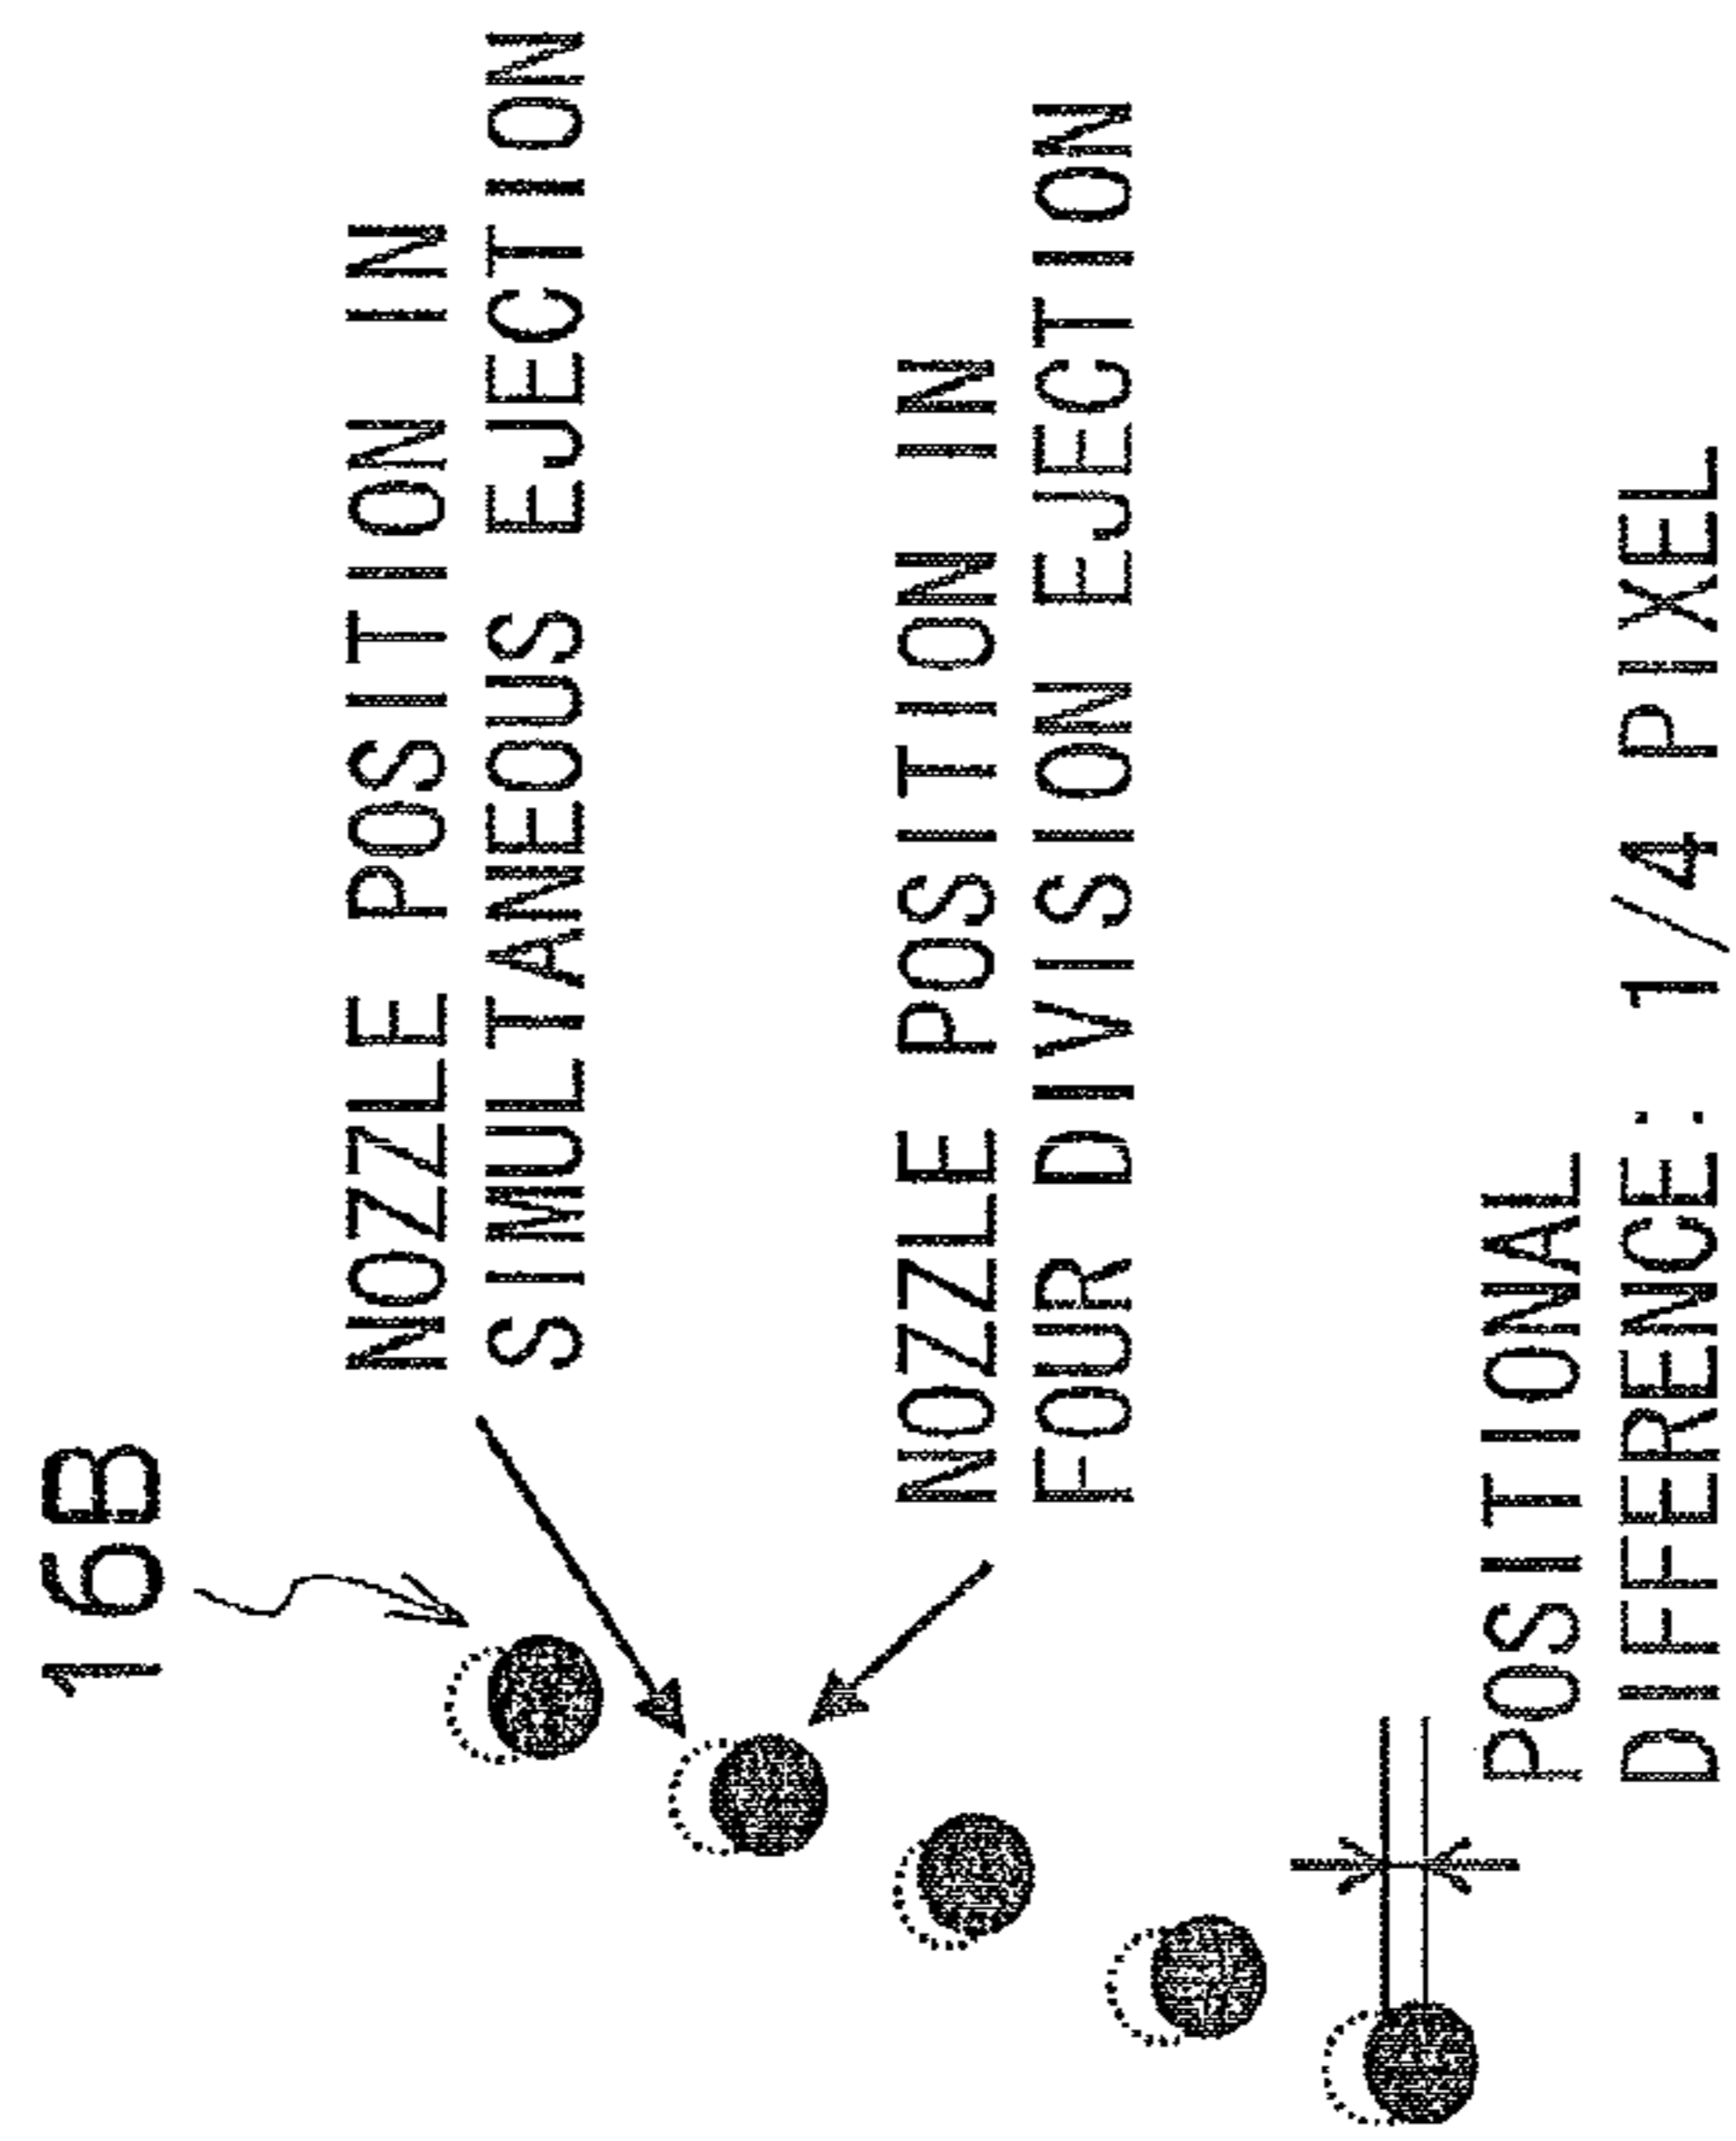 16B
NOZZLE POSITION IN
SIMULTANEOUS EJECTION
NOZZLE POSITION IN
FOUR DIVISION EJECTION
POSITIONAL
DIFFERENCE: 1/4 PIXEL